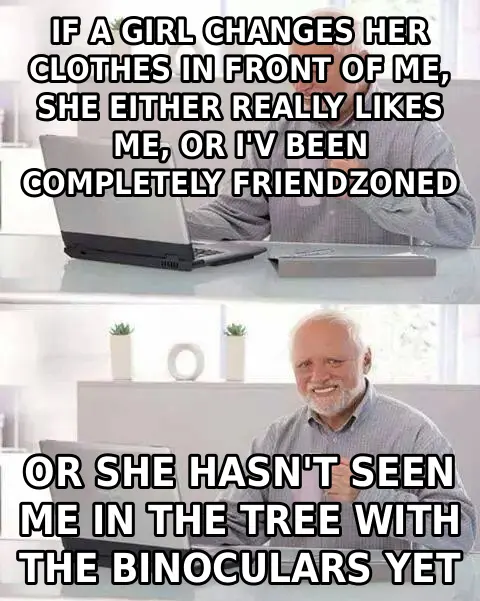 IF A GIRL CHANGES HER
CLOTHES IN FRONT OF ME,
SHE EITHER REALLY LIKES
ME, OR I'V BEEN
COMPLETELY FRIENDZONED
OR SHE HASN'T SEEN
ME IN THE TREE WITH
THE BINOCULARS YET